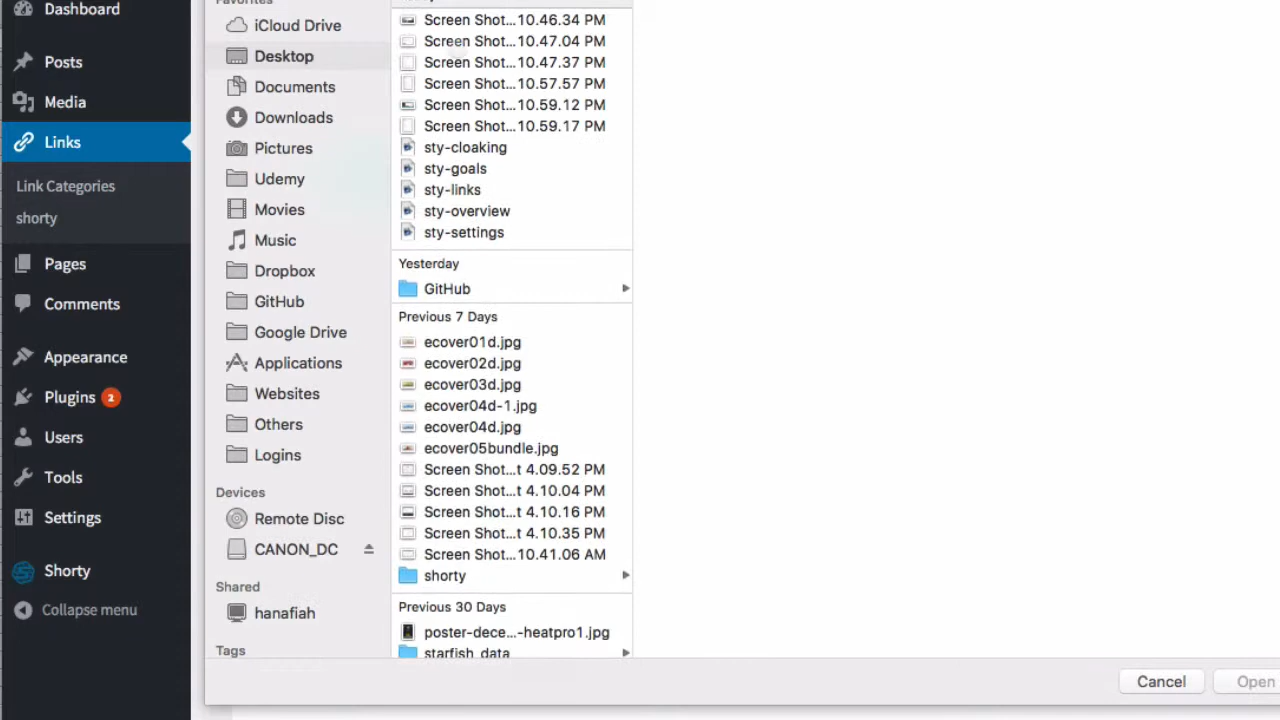 Dashboard
Posts
Media
Links
Link Categories
shorty
Pages
Comments
Appearance
Plugins 2
Users
Tools
Settings
Shorty
Collapse menu
Favorites
iCloud Drive
Desktop
Documents
Downloads
Pictures
Udemy
Movies
Music
Dropbox
GitHub
Google Drive
Applications
Websites
Others
Logins
Devices
Remote Disc
CANON_DC
Shared
hanafiah
Tags
Screen Shot...10.46.34 PM
Screen Shot...10.47.04 PM
Screen Shot...10.47.37 PM
Screen Shot...10.57.57 PM
Screen Shot...10.59.12 PM
Screen Shot...10.59.17 PM
sty-cloaking
sty-goals
sty-links
sty-overview
sty-settings
Yesterday
GitHub
Previous 7 Days
ecover01d.jpg
ecover02d.jpg
ecover03d.jpg
ecover04d-1.jpg
ecover04d.jpg
ecover05bundle.jpg
Screen Shot...t 4.09.52 PM
Screen Shot...t 4.10.04 PM
Screen Shot...t 4.10.16 PM
Screen Shot...t 4.10.35 PM
Screen Shot...10.41.06 AM
shorty
Previous 30 Days
poster-dece...-heatpro1.jpg
starfish_data
Cancel
Open